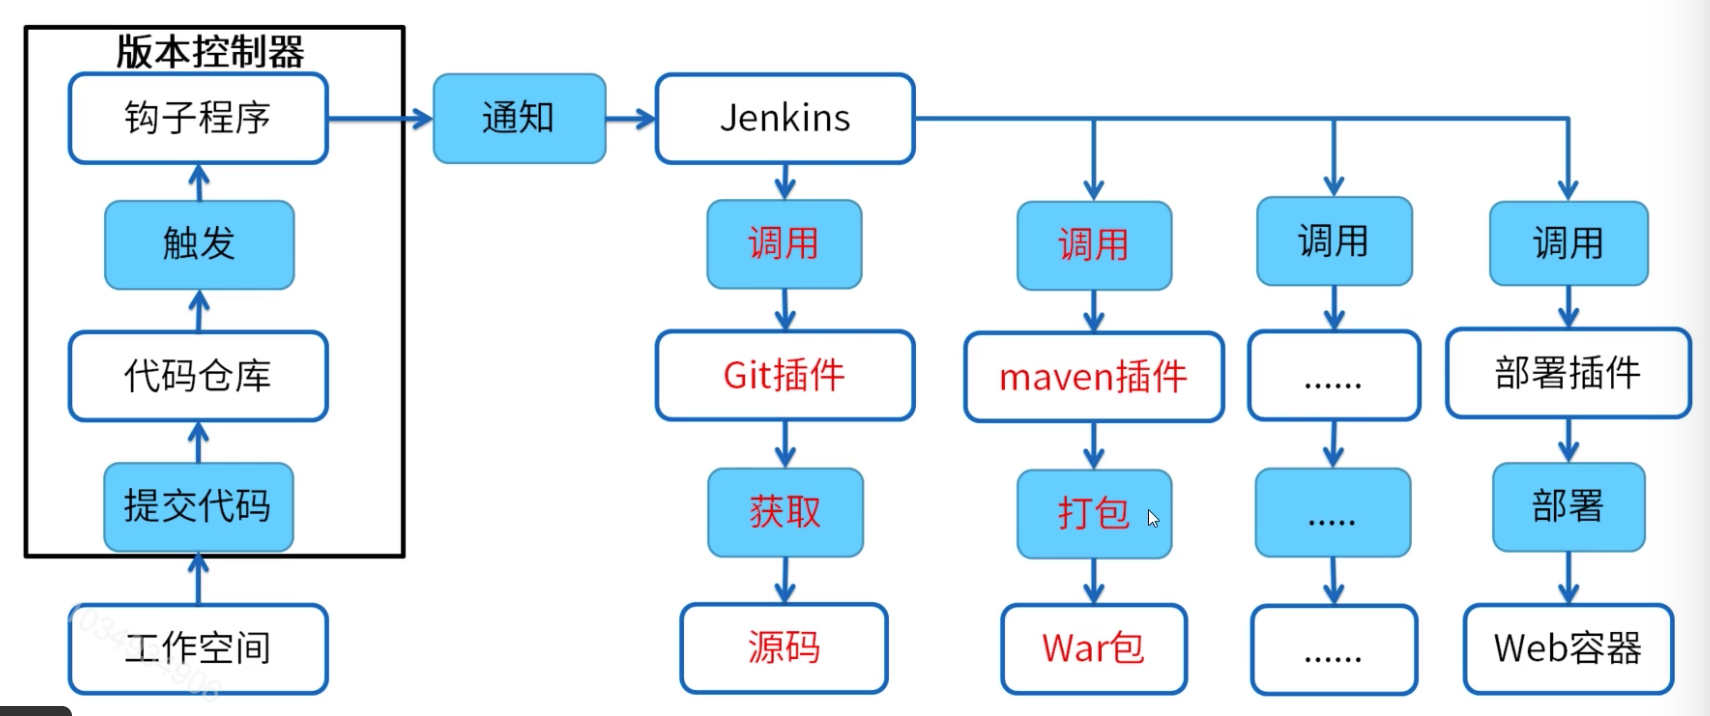 版本控制器
钩子程序
通知
Jenkins
触发
调用
调用
调用
调用
代码仓库
Git插件
maven插件
......
部署插件
提交代码
获取
打包
.....
部署
工作空间
源码
War包
......
Web容器